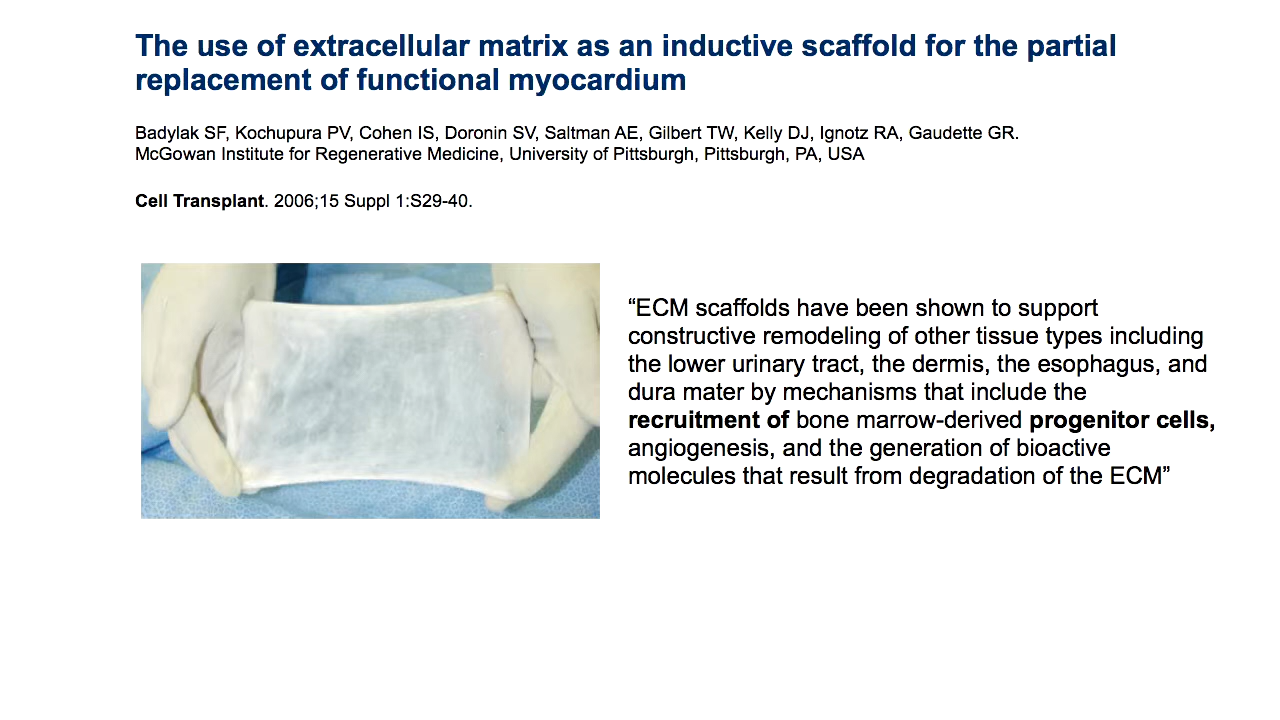 The use of extracellular matrix as an inductive scaffold for the partial
replacement of functional myocardium
Badylak SF, Kochupura PV, Cohen IS, Doronin SV, Saltman AE, Gilbert TW, Kelly DJ, Ignotz RA, Gaudette GR.
McGowan Institute for Regenerative Medicine, University of Pittsburgh, Pittsburgh, PA, USA
Cell Transplant. 2006;15 Suppl 1:S29-40.
“ECM scaffolds have been shown to support
constructive remodeling of other tissue types including
the lower urinary tract, the dermis, the esophagus, and
dura mater by mechanisms that include the
recruitment of bone marrow-derived progenitor cells,
angiogenesis, and the generation of bioactive
molecules that result from degradation of the ECM”